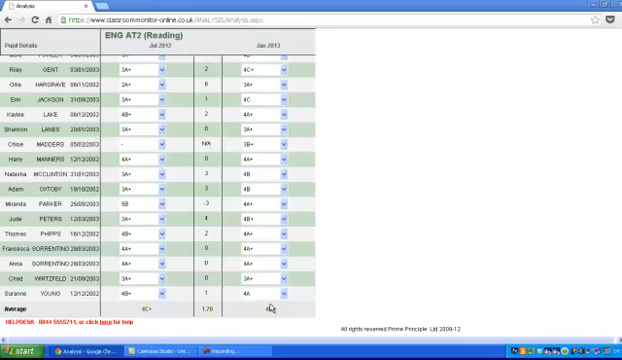 Analysis
https://www.classroommonitor-online.co.uk/ANALYSIS/Analysis.aspx
ENG AT2 (Reading)
Pupil Details Jul 2012 Jan 2013
Riley GENT 03/01/2003 3A+ 2 4C+
Ollie HARGRAVE 06/11/2002 2A+ 6 3A+
Erin JACKSON 31/08/2003 3A+ 1 4C
Kaylee LAKE 06/12/2002 4B+ 2 4A+
Shannon LANES 20/01/2003 3A+ 0 3A+
Chloe MADDERS 05/02/2003 - N/A 3B+
Harry MANNERS 12/12/2002 4A+ 0 4A+
Natasha MCCLINTON 31/01/2003 3A+ 3 4B
Adam OXTOBY 18/10/2002 3A+ 3 4B
Miranda PARKER 25/08/2003 5B -3 4A+
Jude PETERS 12/03/2003 3A+ 4 4B+
Thomas PHIPPS 16/12/2002 4B+ 2 4A+
Francesca SORRENTINO 28/03/2003 4A+ 0 4A+
Anna SORRENTINO 28/03/2003 4A+ 0 4A+
Chad WIRTZFELD 21/08/2003 3A+ 0 3A+
Suranne YOUNG 12/12/2002 4B+ 1 4A
Average 4C+ 1.78
HELPDESK - 0844 5555211, or click here for help
All rights reserved Prime Principle Ltd 2009-12
start Analysis - Google Chr... Camtasia Studio - Unt... Recording...